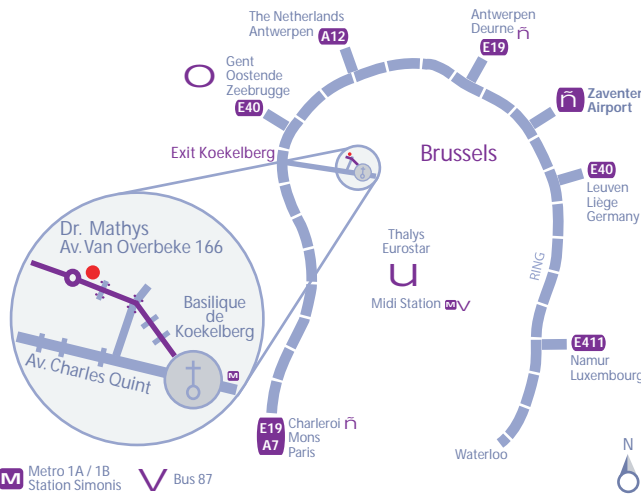 The Netherlands
Antwerpen A12
Antwerpen
Deurne ñ
E19
O Gent
Oostende
Zeebrugge
E40
ñ Zaventem
Airport
Exit Koekelberg
Brussels
E40
Leuven
Liège
Germany
Dr. Mathys
Av. Van Overbeke 166
Thalys
Eurostar
U
Midi Station M V
RING
Basilique
de
Koekelberg
Av. Charles Quint
M
E411
Namur
Luxembourg
E19
A7
Charleroi ñ
Mons
Paris
Waterloo
N
M Metro 1A / 1B
Station Simonis
V Bus 87